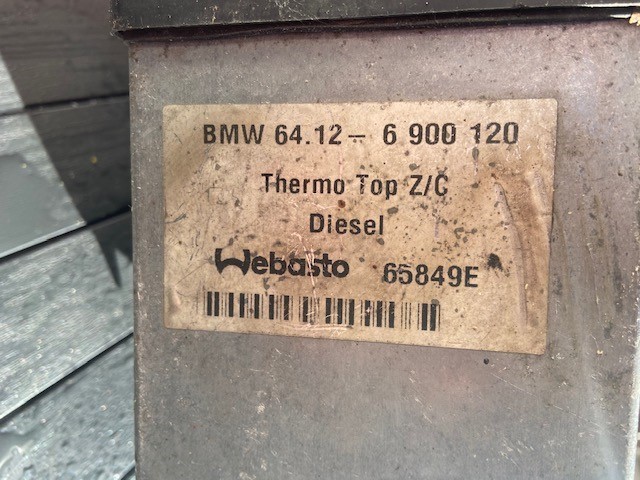 BMW 64.12- 6 900 120
Thermo Top Z/C
Diesel
Webasto 65849E